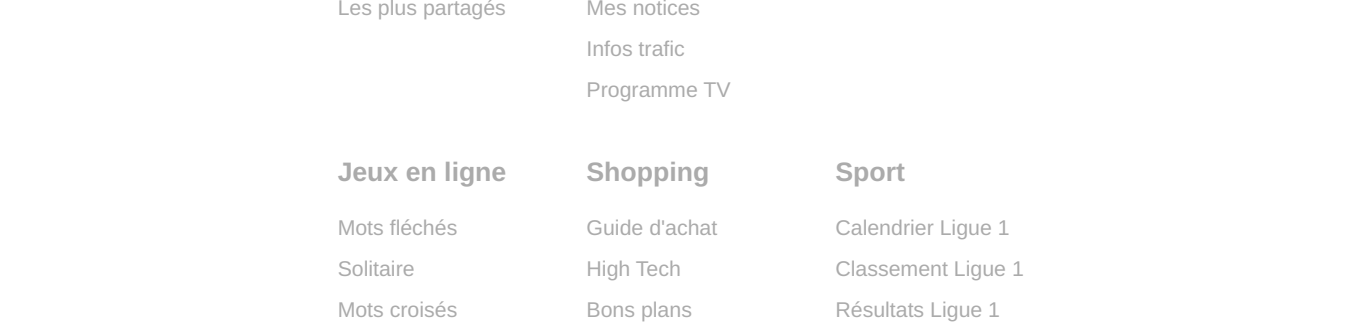 Les plus partagés
Mes notices
Infos trafic
Programme TV
Jeux en ligne
Mots fléchés
Solitaire
Mots croisés
Shopping
Guide d'achat
High Tech
Bons plans
Sport
Calendrier Ligue 1
Classement Ligue 1
Résultats Ligue 1